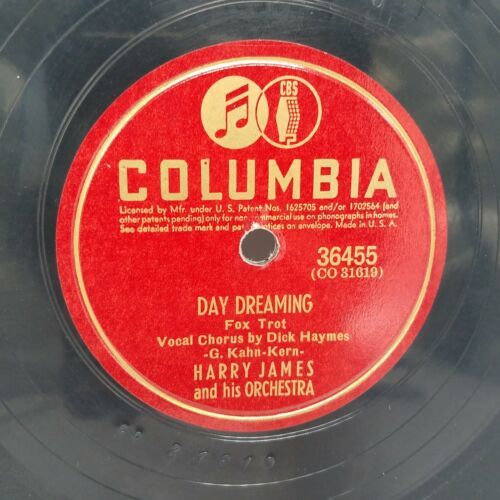 CBS
COLUMBIA
Licensed by Mfr. under U. S. Patent Nos. 1625705 and/or 1702564 (and
other patents pending) only for non-commercial use on phonographs in homes.
See detailed trade mark and patent notices on envelope. Made in U. S. A.
36455
(CO 31619)
DAY DREAMING
Fox Trot
Vocal Chorus by Dick Haymes
-G. Kahn-Kern-
HARRY JAMES
and his ORCHESTRA
CO 31619